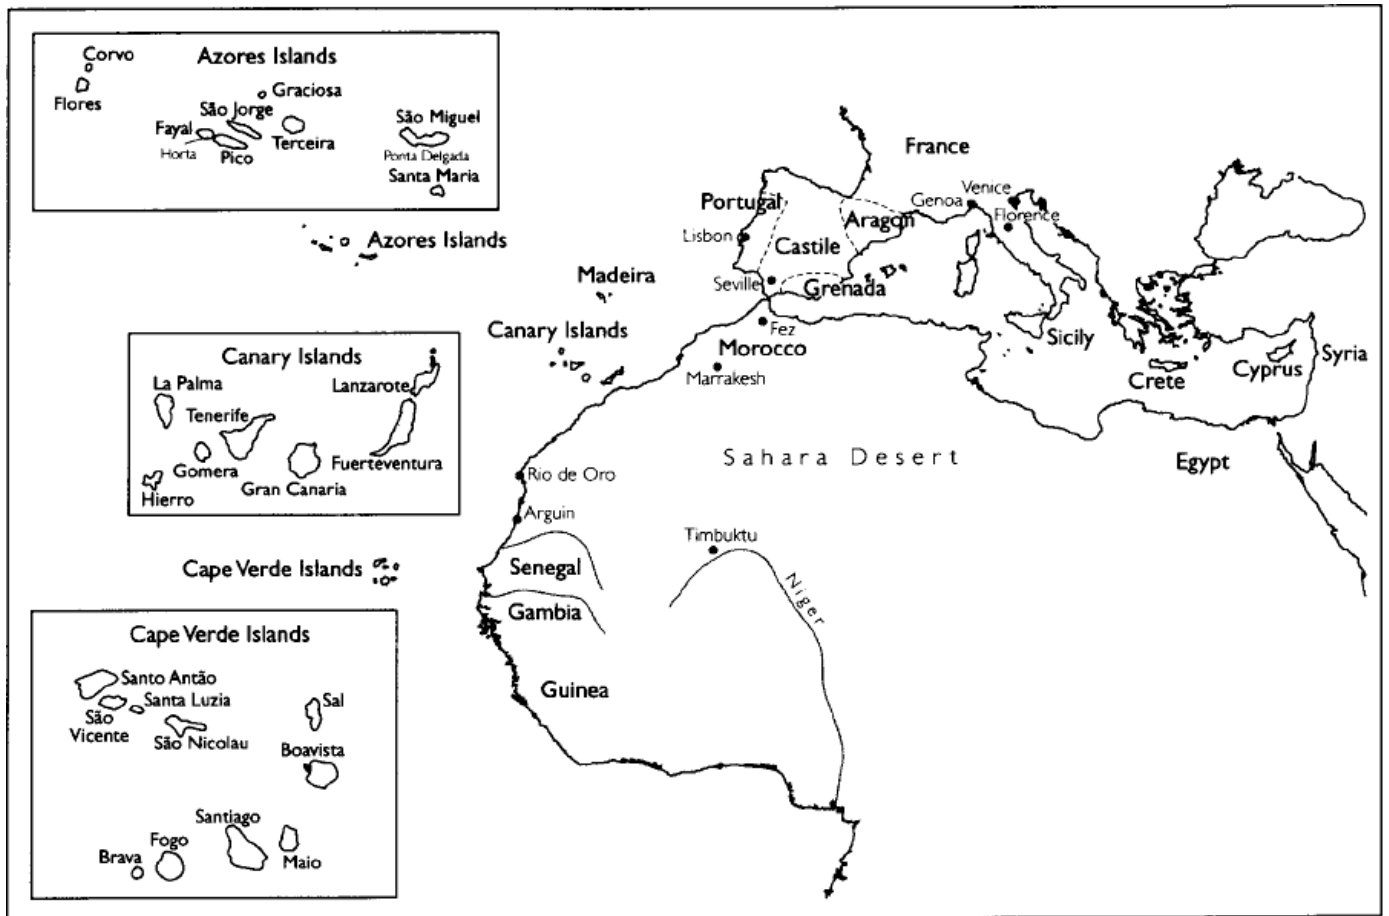 Azores Islands
Corvo
Flores
Graciosa
São Jorge
Fayal
Horta
Pico
Terceira
São Miguel
Ponta Delgada
Santa Maria
Azores Islands
Madeira
Canary Islands
Canary Islands
La Palma
Lanzarote
Tenerife
Gomera
Hierro
Gran Canaria
Fuerteventura
Cape Verde Islands
Cape Verde Islands
Santo Antão
Santa Luzia
São
Vicente
São Nicolau
Sal
Boavista
Santiago
Fogo
Brava
Maio
France
Portugal
Lisbon
Castile
Aragon
Seville
Grenada
Genoa
Venice
Florence
Fez
Morocco
Marrakesh
Sicily
Crete
Cyprus
Syria
Egypt
Sahara Desert
Rio de Oro
Arguin
Timbuktu
Senegal
Gambia
Niger
Guinea